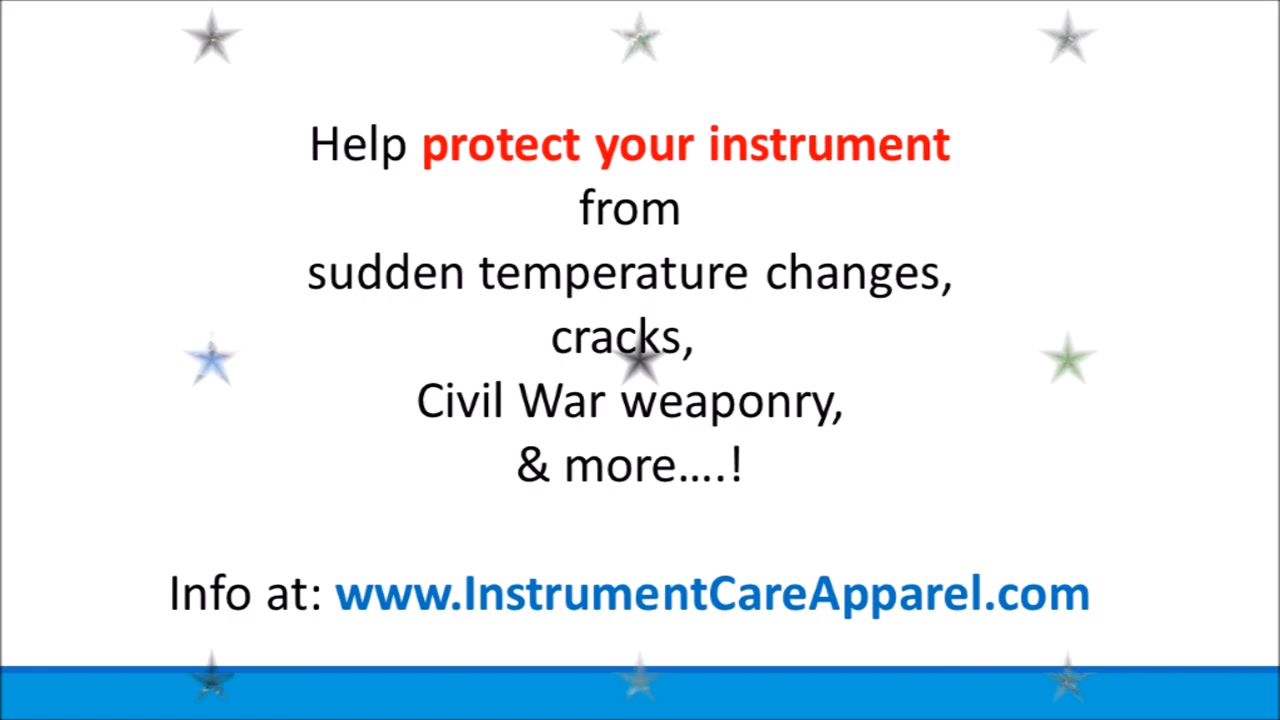 Help protect your instrument
from
sudden temperature changes,
cracks,
Civil War weaponry,
& more….!
Info at: www.InstrumentCareApparel.com